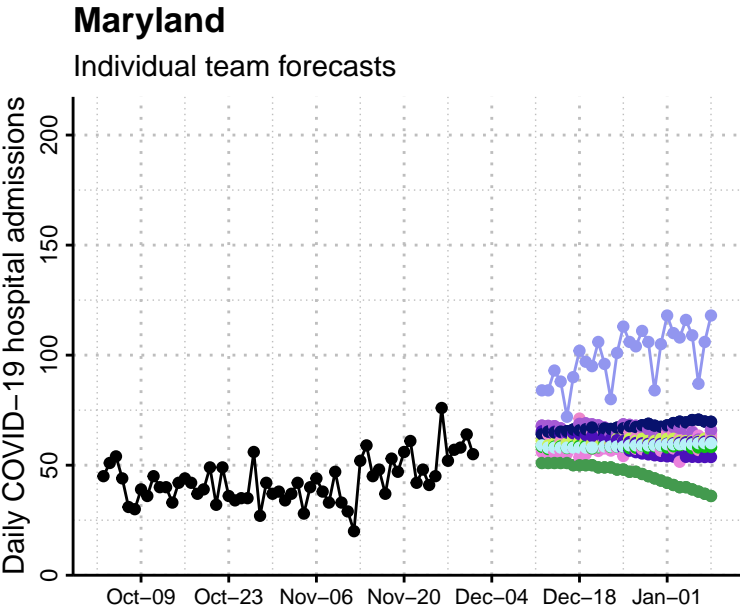 Maryland
Individual team forecasts
Daily COVID−19 hospital admissions
200
150
100
50
0
Oct−09 Oct−23 Nov−06 Nov−20 Dec−04 Dec−18 Jan−01